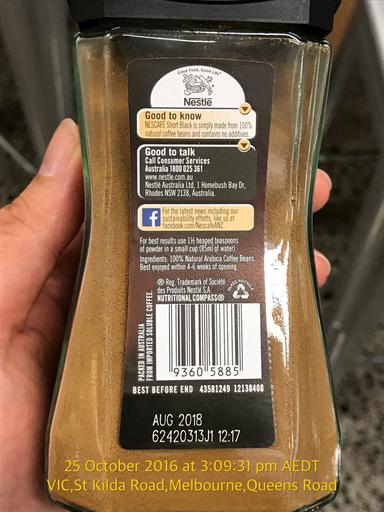 Good Food, Good Life
Nestlé
Good to know
NESCAFÉ Short Black is simply made from 100%
natural coffee beans and contains no additives.
Good to talk
Call Consumer Services
Australia 1800 025 361
www.nestle.com.au
Nestlé Australia Ltd, 1 Homebush Bay Dr,
Rhodes NSW 2138, Australia.
f
For the latest news including our
sustainability efforts, like us at
facebook.com/NescafeANZ
For best results use 1½ heaped teaspoons
of powder in a small cup (85ml of water).
Ingredients: 100% Natural Arabica Coffee Beans.
Best enjoyed within 4-6 weeks of opening.
® Reg. Trademark of Société
des Produits Nestlé S.A.
NUTRITIONAL COMPASS®
PLEASE RECYCLE
PACKED IN AUSTRALIA
FROM IMPORTED SOLUBLE COFFEE.
9360 5885
BEST BEFORE END 43581249 12138408
AUG 2018
62420313J1 12:17
25 October 2016 at 3:09:31 pm AEDT
VIC,St Kilda Road,Melbourne,Queens Road